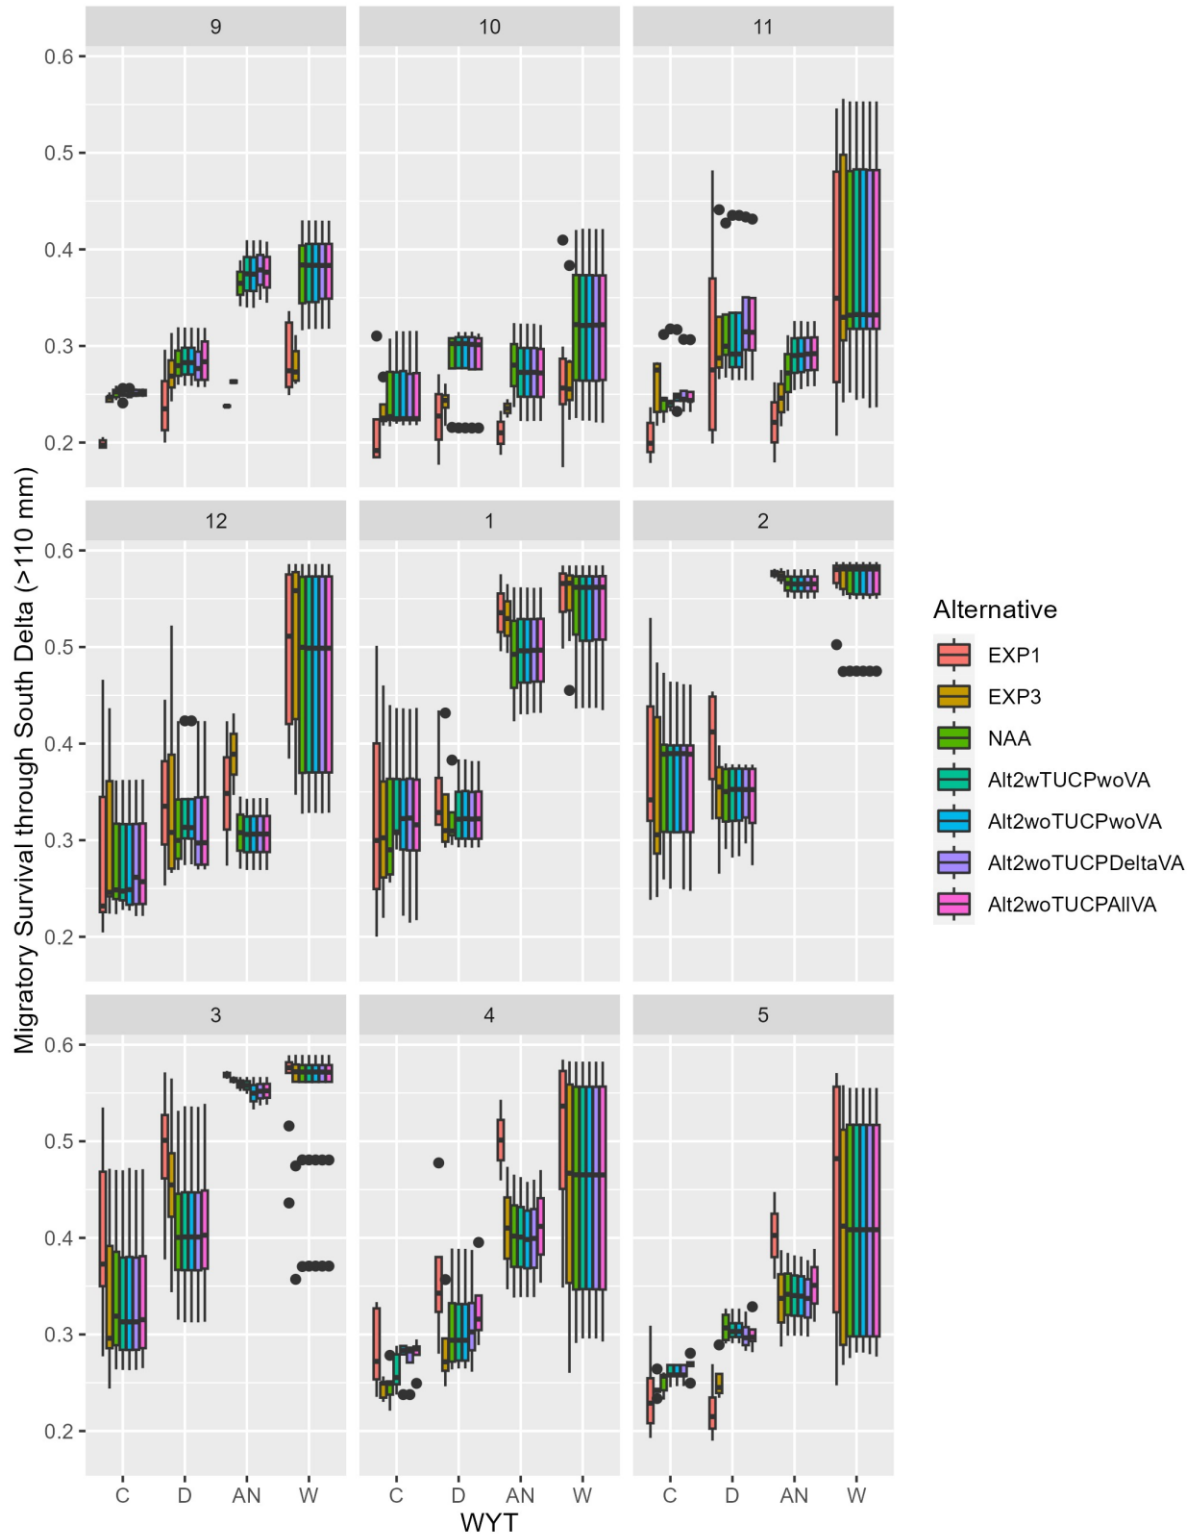 9 10 11
0.6
0.5
0.4
0.3
0.2
12 1 2
0.6
0.5
0.4
0.3
0.2
3 4 5
0.6
0.5
0.4
0.3
0.2
C D AN W C D AN W C D AN W
WYT
Migratory Survival through South Delta (>110 mm)
Alternative
EXP1
EXP3
NAA
Alt2wTUCPwoVA
Alt2woTUCPwoVA
Alt2woTUCPDeltaVA
Alt2woTUCPAllVA